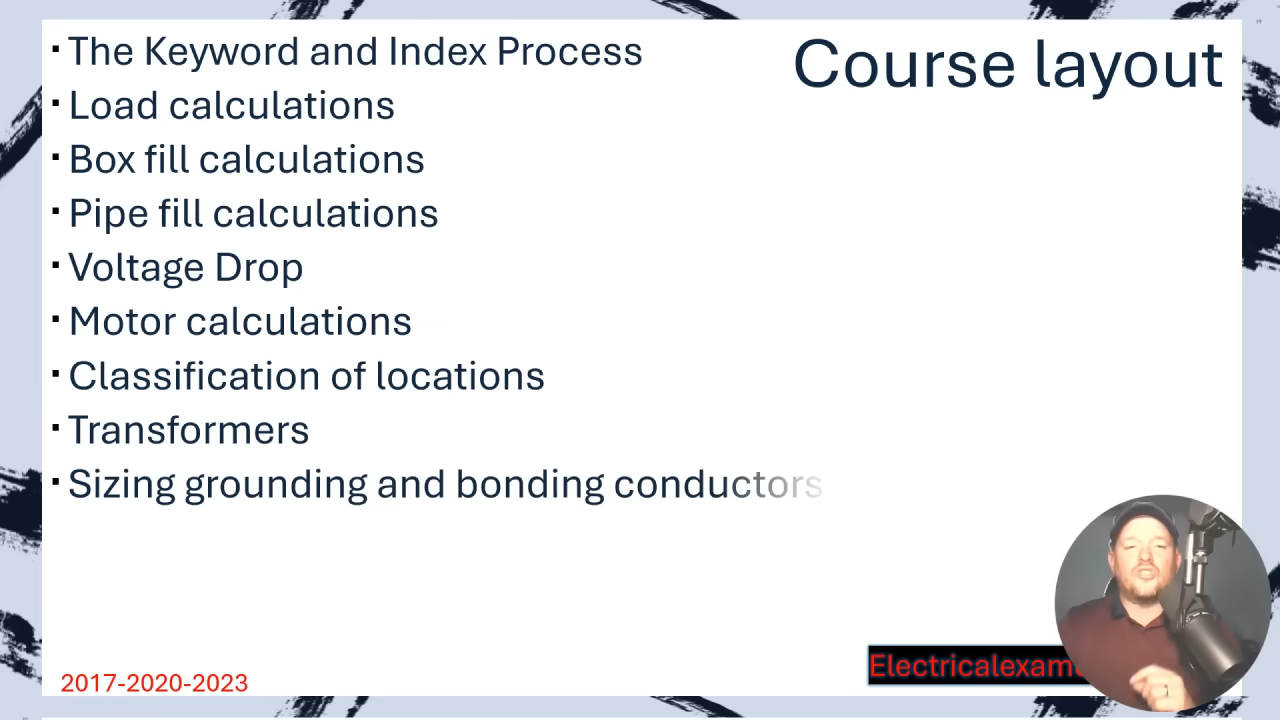 Course layout
The Keyword and Index Process
Load calculations
Box fill calculations
Pipe fill calculations
Voltage Drop
Motor calculations
Classification of locations
Transformers
Sizing grounding and bonding conductors
2017-2020-2023